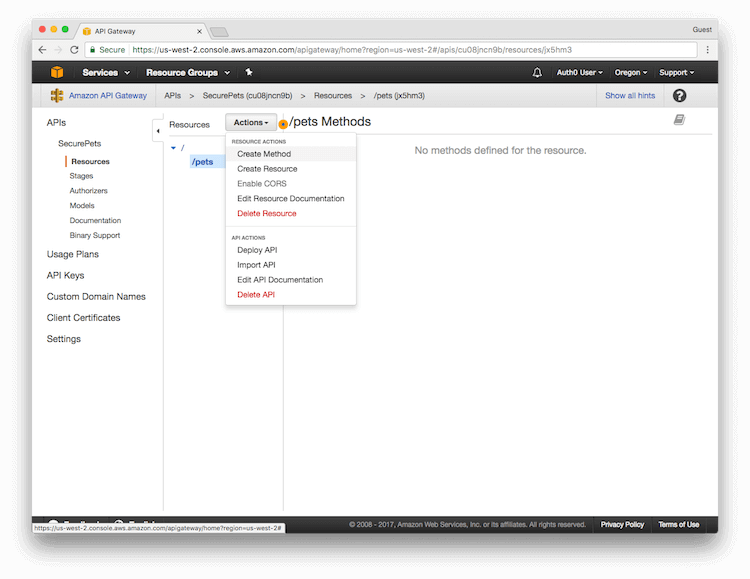 API Gateway
Guest
Secure https://us-west-2.console.aws.amazon.com/apigateway/home?region=us-west-2#/apis/cu08jncn9b/resources/jx5hm3
Services Resource Groups Auth0 User Oregon Support
Amazon API Gateway APIs > SecurePets (cu08jncn9b) > Resources > /pets (jx5hm3) Show all hints ?
APIs
SecurePets
Resources
Stages
Authorizers
Models
Documentation
Binary Support
Usage Plans
API Keys
Custom Domain Names
Client Certificates
Settings
Resources
/
/pets
Actions
RESOURCE ACTIONS
Create Method
Create Resource
Enable CORS
Edit Resource Documentation
Delete Resource
API ACTIONS
Deploy API
Import API
Edit API Documentation
Delete API
/pets Methods
No methods defined for the resource.
https://us-west-2.console.aws.amazon.com/apigateway/home?region=us-west-2#
© 2008 - 2017, Amazon Web Services, Inc. or its affiliates. All rights reserved. Privacy Policy Terms of Use